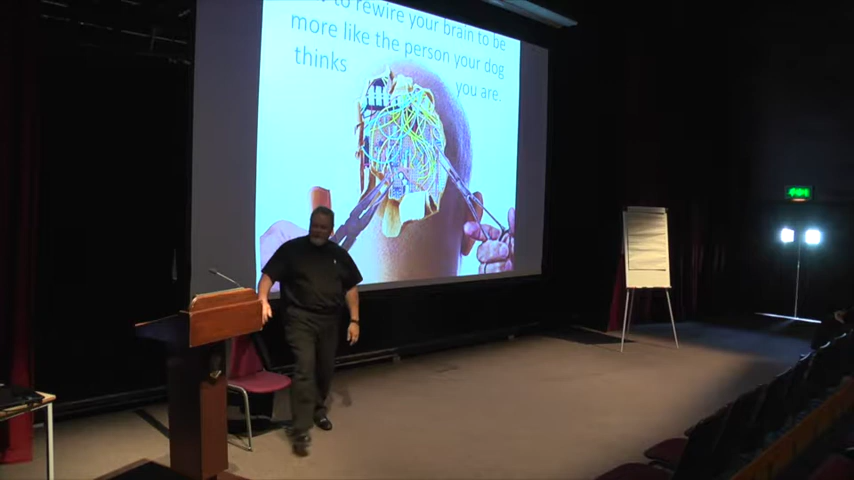 to rewire your brain to be
more like the person your dog
thinks you are.